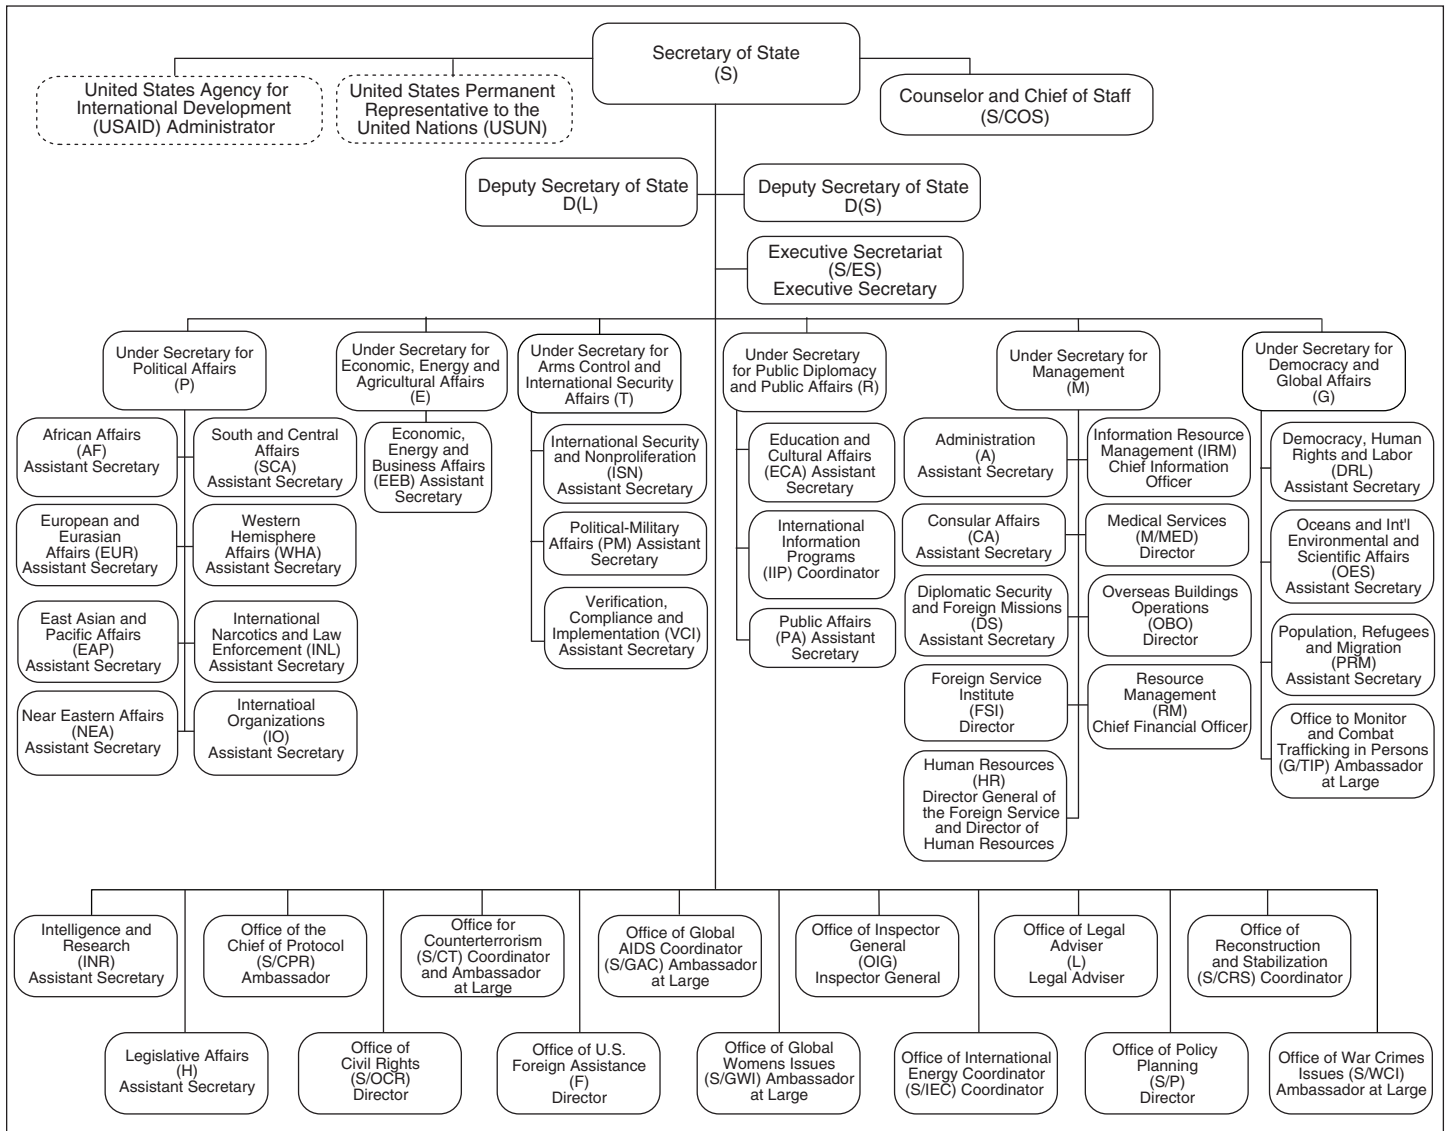 Secretary of State
(S)
United States Agency for
International Development
(USAID) Administrator
United States Permanent
Representative to the
United Nations (USUN)
Counselor and Chief of Staff
(S/COS)
Deputy Secretary of State
D(L)
Deputy Secretary of State
D(S)
Executive Secretariat
(S/ES)
Executive Secretary
Under Secretary for
Political Affairs
(P)
Under Secretary for
Economic, Energy and
Agricultural Affairs
(E)
Under Secretary for
Arms Control and
International Security
Affairs (T)
Under Secretary
for Public Diplomacy
and Public Affairs (R)
Under Secretary for
Management
(M)
Under Secretary for
Democracy and
Global Affairs
(G)
African Affairs
(AF)
Assistant Secretary
South and Central
Affairs
(SCA)
Assistant Secretary
European and
Eurasian
Affairs (EUR)
Assistant Secretary
Western
Hemisphere
Affairs (WHA)
Assistant Secretary
East Asian and
Pacific Affairs
(EAP)
Assistant Secretary
International
Narcotics and Law
Enforcement (INL)
Assistant Secretary
Near Eastern Affairs
(NEA)
Assistant Secretary
Internatioal
Organizations
(IO)
Assistant Secretary
Economic,
Energy and
Business Affairs
(EEB) Assistant
Secretary
International Security
and Nonproliferation
(ISN)
Assistant Secretary
Political-Military
Affairs (PM) Assistant
Secretary
Verification,
Compliance and
Implementation (VCI)
Assistant Secretary
Education and
Cultural Affairs
(ECA) Assistant
Secretary
International
Information
Programs
(IIP) Coordinator
Public Affairs
(PA) Assistant
Secretary
Administration
(A)
Assistant Secretary
Information Resource
Management (IRM)
Chief Information
Officer
Consular Affairs
(CA)
Assistant Secretary
Medical Services
(M/MED)
Director
Diplomatic Security
and Foreign Missions
(DS)
Assistant Secretary
Overseas Buildings
Operations
(OBO)
Director
Foreign Service
Institute
(FSI)
Director
Resource
Management
(RM)
Chief Financial Officer
Human Resources
(HR)
Director General of
the Foreign Service
and Director of
Human Resources
Democracy, Human
Rights and Labor
(DRL)
Assistant Secretary
Oceans and Int'l
Environmental and
Scientific Affairs
(OES)
Assistant Secretary
Population, Refugees
and Migration
(PRM)
Assistant Secretary
Office to Monitor
and Combat
Trafficking in Persons
(G/TIP) Ambassador
at Large
Intelligence and
Research
(INR)
Assistant Secretary
Office of the
Chief of Protocol
(S/CPR)
Ambassador
Office for
Counterterrorism
(S/CT) Coordinator
and Ambassador
at Large
Office of Global
AIDS Coordinator
(S/GAC) Ambassador
at Large
Office of Inspector
General
(OIG)
Inspector General
Office of Legal
Adviser
(L)
Legal Adviser
Office of
Reconstruction
and Stabilization
(S/CRS) Coordinator
Legislative Affairs
(H)
Assistant Secretary
Office of
Civil Rights
(S/OCR)
Director
Office of U.S.
Foreign Assistance
(F)
Director
Office of Global
Womens Issues
(S/GWI) Ambassador
at Large
Office of International
Energy Coordinator
(S/IEC) Coordinator
Office of Policy
Planning
(S/P)
Director
Office of War Crimes
Issues (S/WCI)
Ambassador at Large